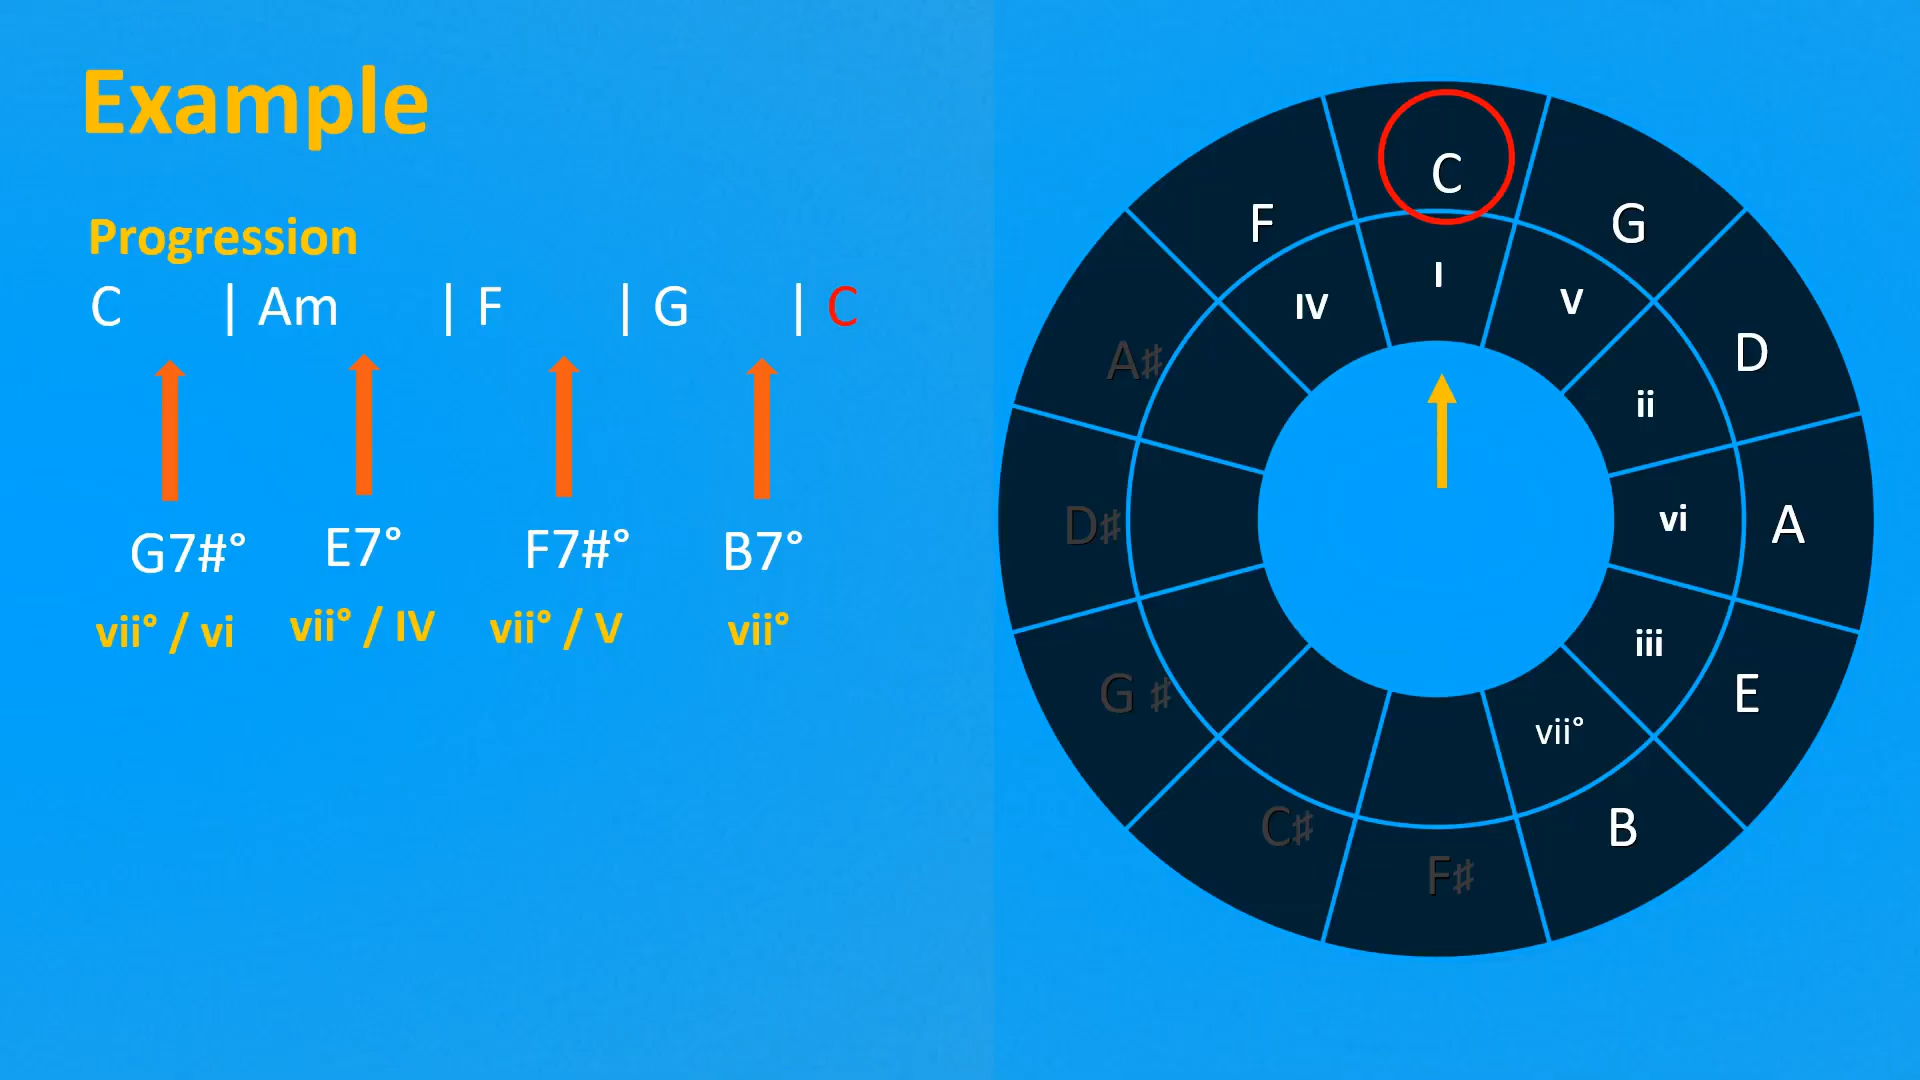 Example
Progression
C | Am | F | G | C
G7#° E7° F7#° B7°
vii° / vi vii° / IV vii° / V vii°
C
G
D
A
E
B
F♯
C♯
G ♯
D♯
A♯
F
I
V
ii
vi
iii
vii°
IV